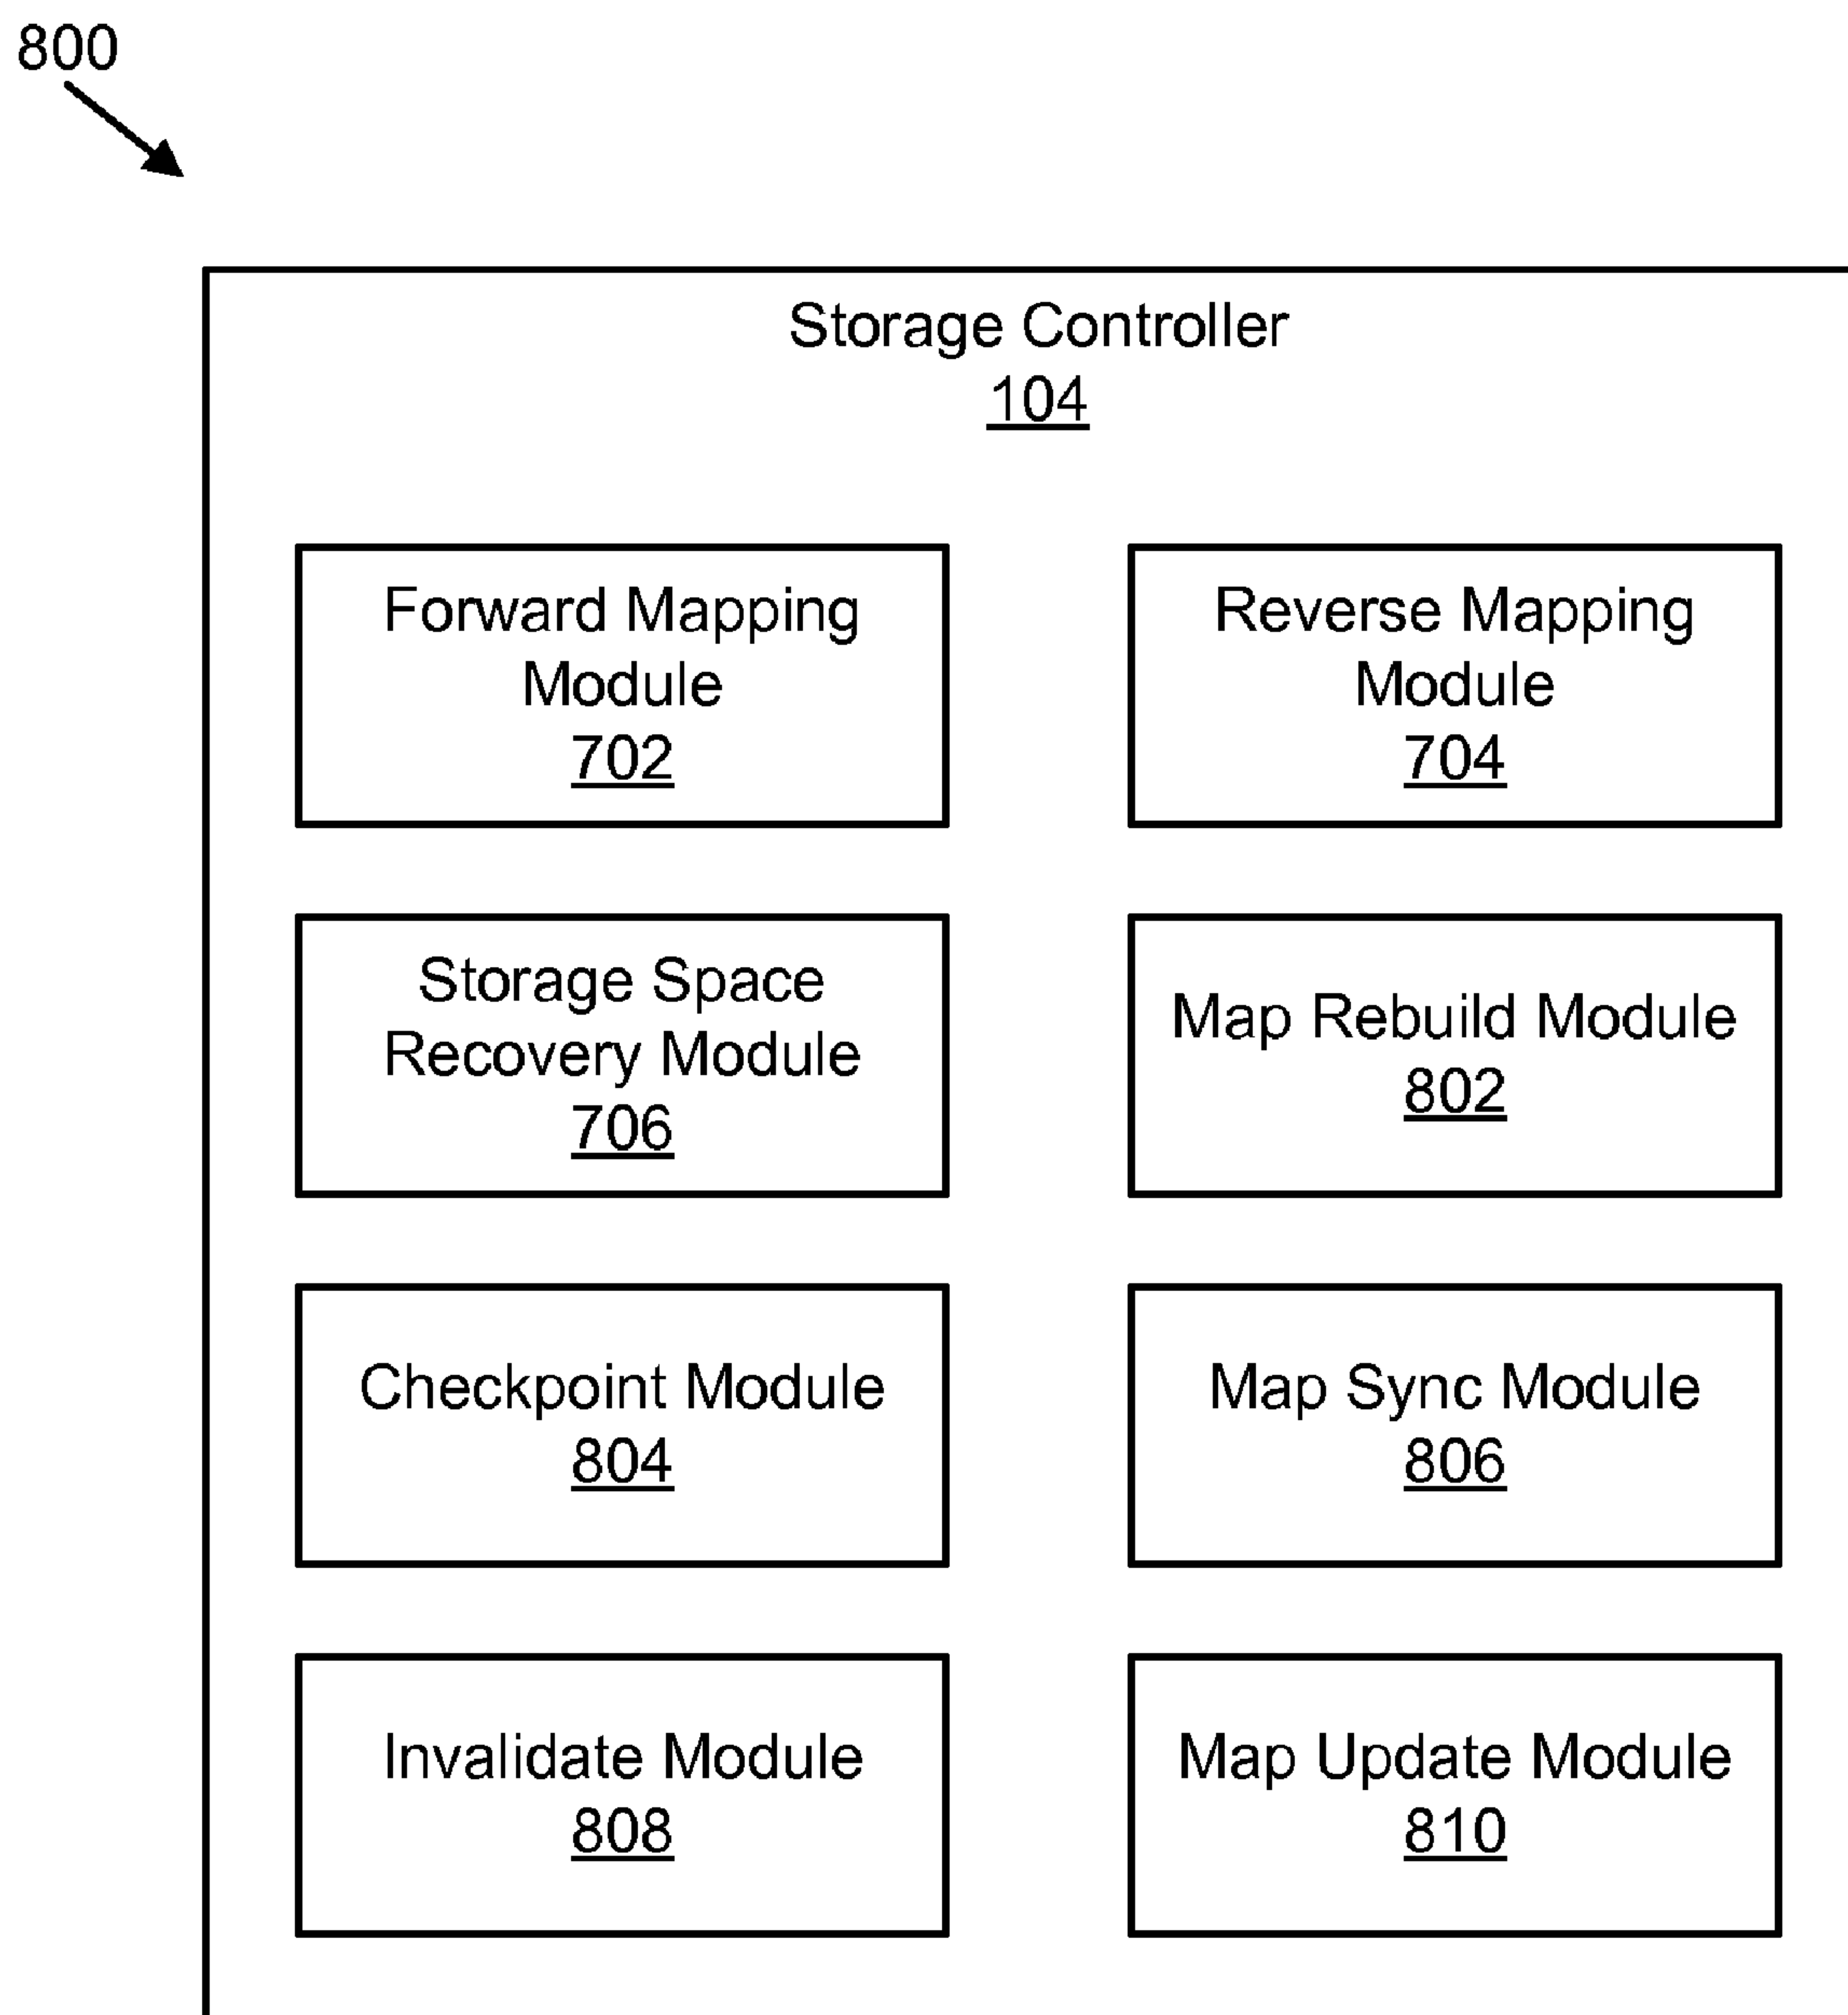 800
Storage Controller
104
Forward Mapping
Module
702
Reverse Mapping
Module
704
Storage Space
Recovery Module
706
Map Rebuild Module
802
Checkpoint Module
804
Map Sync Module
806
Invalidate Module
808
Map Update Module
810